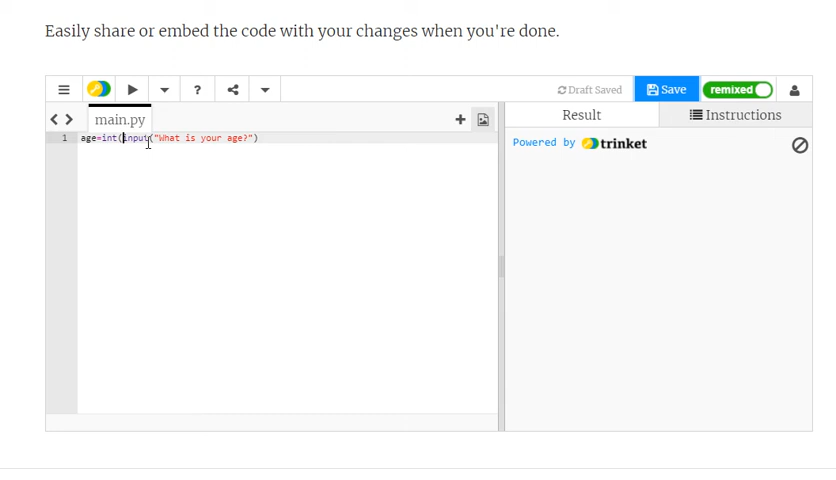 Easily share or embed the code with your changes when you're done.
? Draft Saved Save remixed
main.py Result Instructions
1 age=int(input("What is your age?")
Powered by trinket